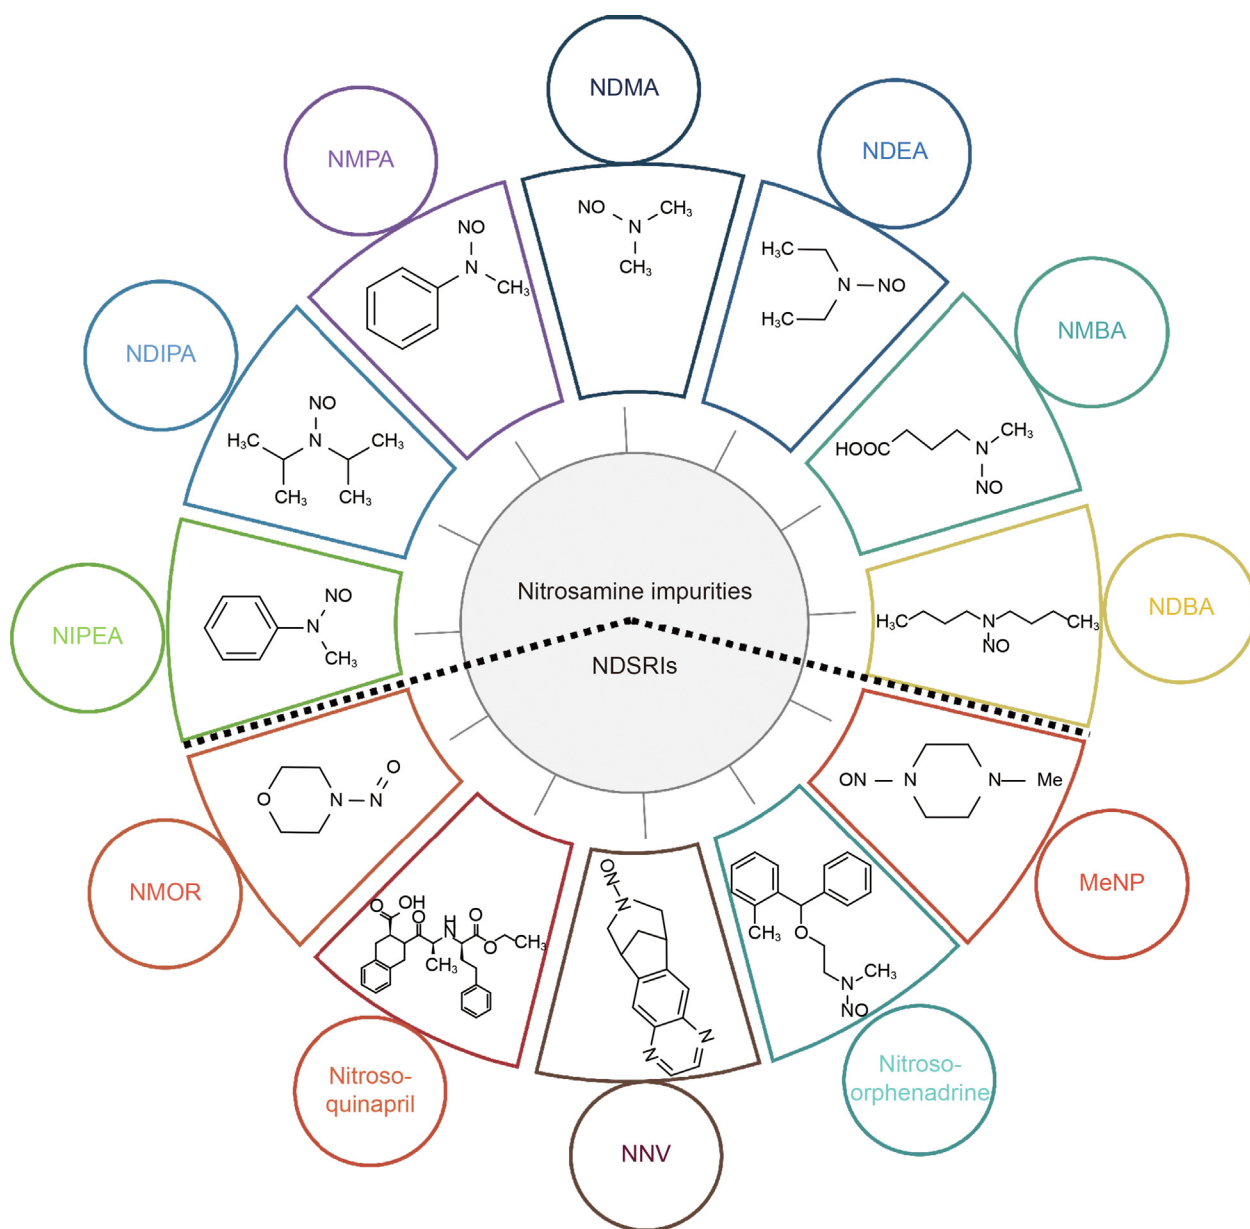 NDMA
NO
N
CH3
CH3
NDEA
H3C
N
NO
H3C
NMBA
HOOC
N
CH3
NO
NDBA
H3C
N
NO
CH3
MeNP
ON
N
N
Me
Nitroso-
orphenadrine
CH3
O
N
CH3
NO
NNV
ON
N
N
N
Nitroso-
quinapril
O
OH
O
H
N
O
O
CH3
CH3
NMOR
O
N
N
O
NIPEA
NO
N
CH3
NDIPA
NO
H3C
N
CH3
CH3
CH3
NMPA
NO
N
CH3
Nitrosamine impurities
NDSRIs